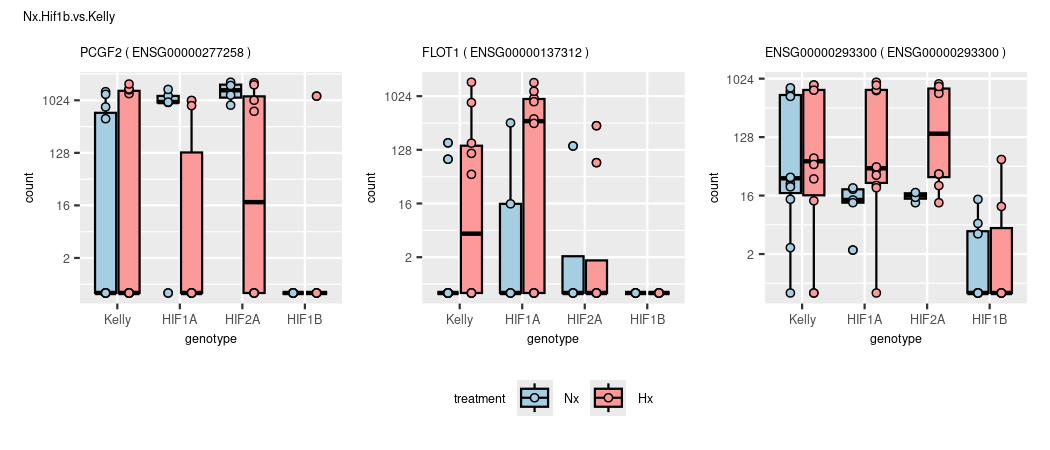 Nx.Hif1b.vs.Kelly
PCGF2 ( ENSG00000277258 )
count
1024
128
16
2
Kelly HIF1A HIF2A HIF1B
genotype
FLOT1 ( ENSG00000137312 )
count
1024
128
16
2
Kelly HIF1A HIF2A HIF1B
genotype
ENSG00000293300 ( ENSG00000293300 )
count
1024
128
16
2
Kelly HIF1A HIF2A HIF1B
genotype
treatment Nx Hx